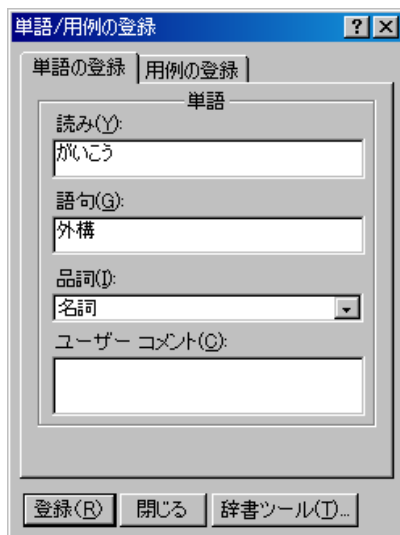 単語/用例の登録
単語の登録 用例の登録
単語
読み(Y):
がいこう
語句(G):
外構
品詞(I):
名詞
ユーザー コメント(C):
登録(R) 閉じる 辞書ツール(T)...